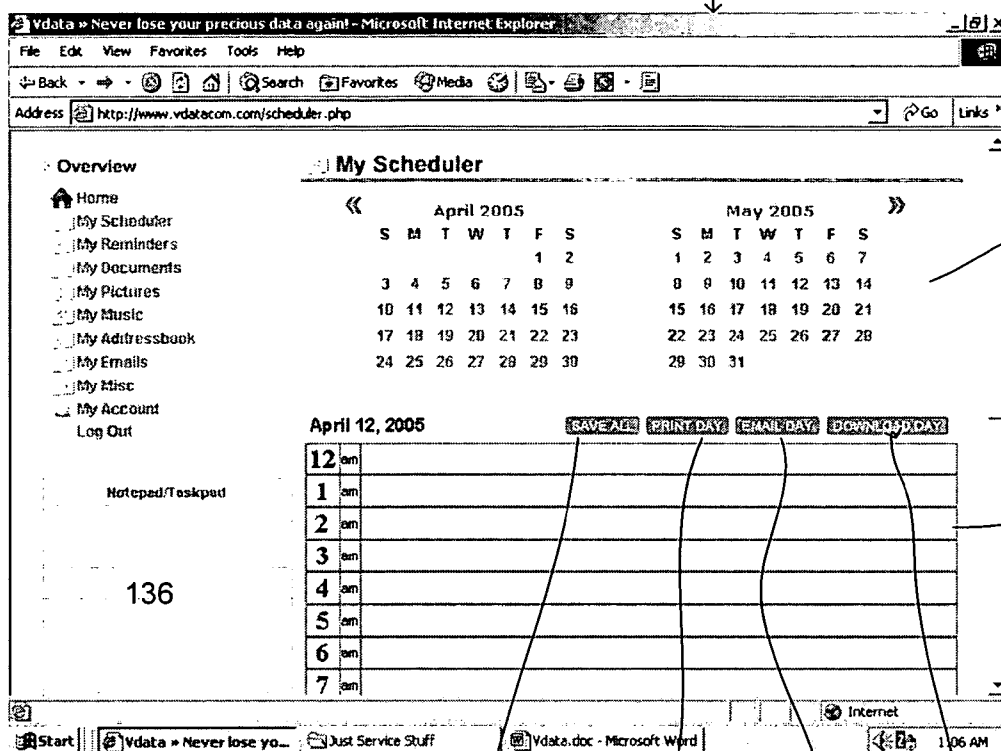 Vdata » Never lose your precious data again! - Microsoft Internet Explorer
File Edit View Favorites Tools Help
Back Search Favorites Media
Address http://www.vdatacom.com/scheduler.php Go Links »
Overview
Home
My Scheduler
My Reminders
My Documents
My Pictures
My Music
My Addressbook
My Emails
My Misc
My Account
Log Out
Notepad/Taskpad
136
My Scheduler
« April 2005 May 2005 »
S M T W T F S S M T W T F S
1 2 1 2 3 4 5 6 7
3 4 5 6 7 8 9 8 9 10 11 12 13 14
10 11 12 13 14 15 16 15 16 17 18 19 20 21
17 18 19 20 21 22 23 22 23 24 25 26 27 28
24 25 26 27 28 29 30 29 30 31
April 12, 2005 SAVE ALL PRINT DAY EMAIL DAY DOWNLOAD DAY
12 am
1 am
2 am
3 am
4 am
5 am
6 am
7 am
Internet
Start Vdata » Never lose yo... Just Service Stuff Vdata.doc - Microsoft Word 1:06 AM